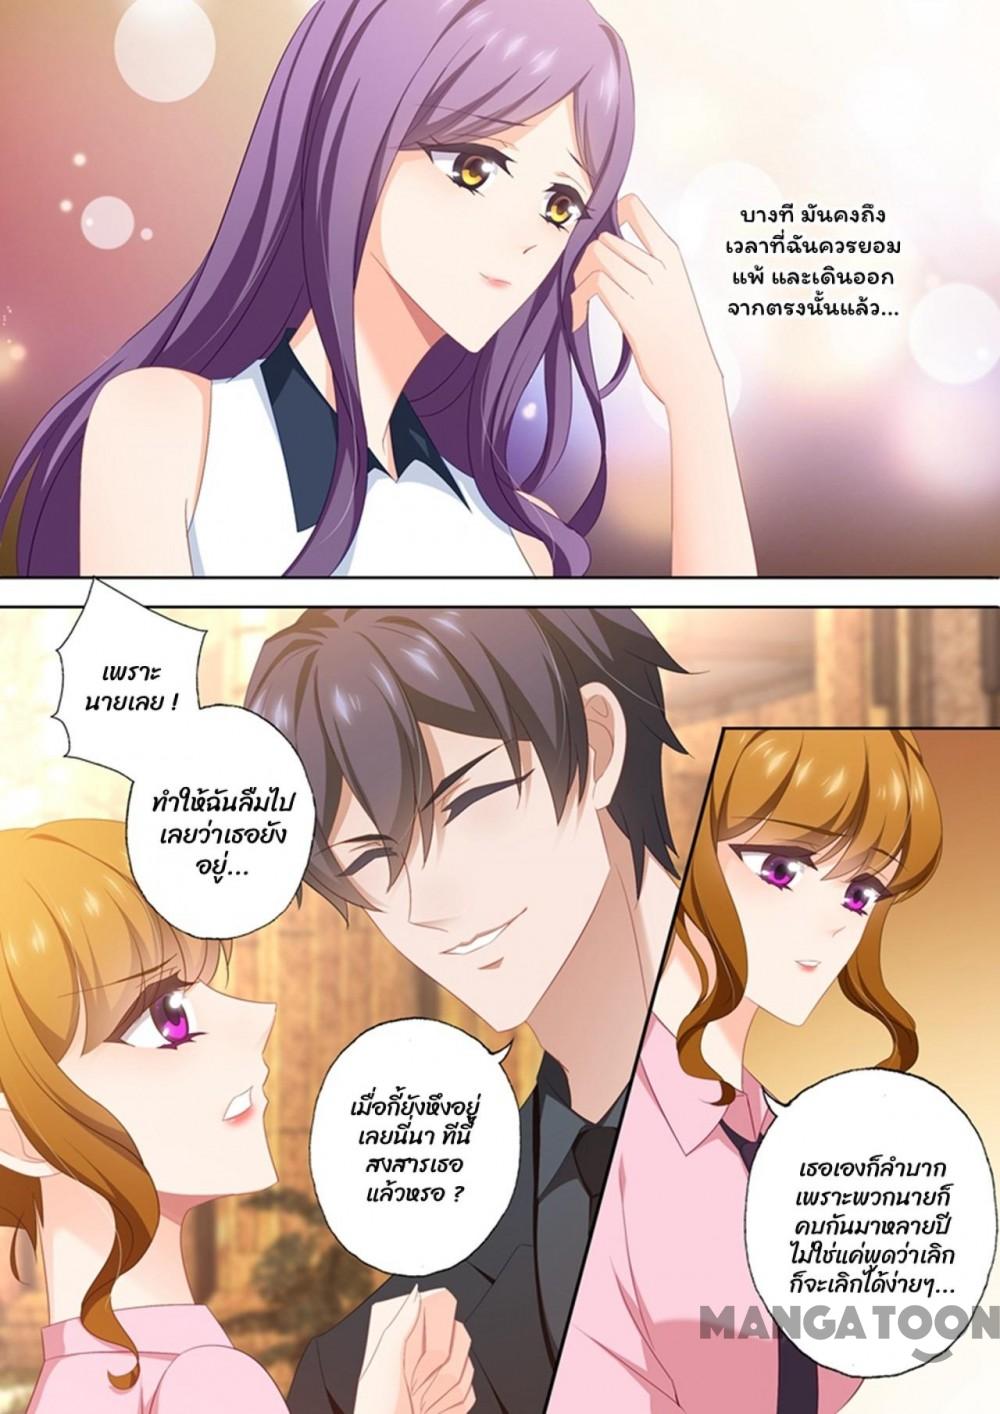 บางที มันคงถึง
เวลาที่ฉันควรยอม
แพ้ และเดินออก
จากตรงนั้นแล้ว...
เพราะ
นายเลย !
ทำให้ฉันลืมไป
เลยว่าเธอยัง
อยู่...
เมื่อกี้ยังหึงอยู่
เลยนี่นา ทีนี้
สงสารเธอ
แล้วหรอ ?
เธอเองก็ลำบาก
เพราะพวกนายก็
คบกันมาหลายปี
ไม่ใช่แค่พูดว่าเลิก
ก็จะเลิกได้ง่ายๆ...
MANGATOON